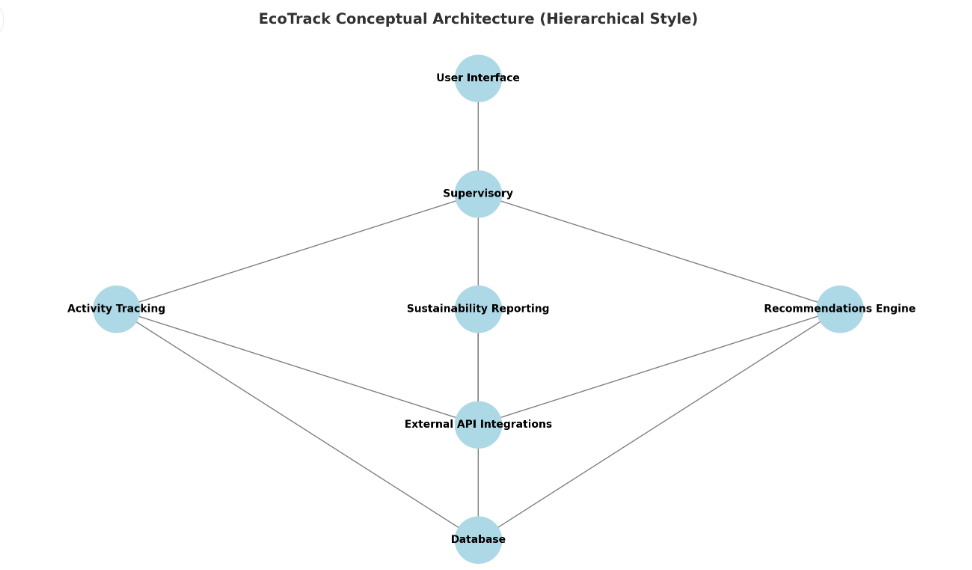 EcoTrack Conceptual Architecture (Hierarchical Style)
User Interface
Supervisory
Activity Tracking
Sustainability Reporting
Recommendations Engine
External API Integrations
Database